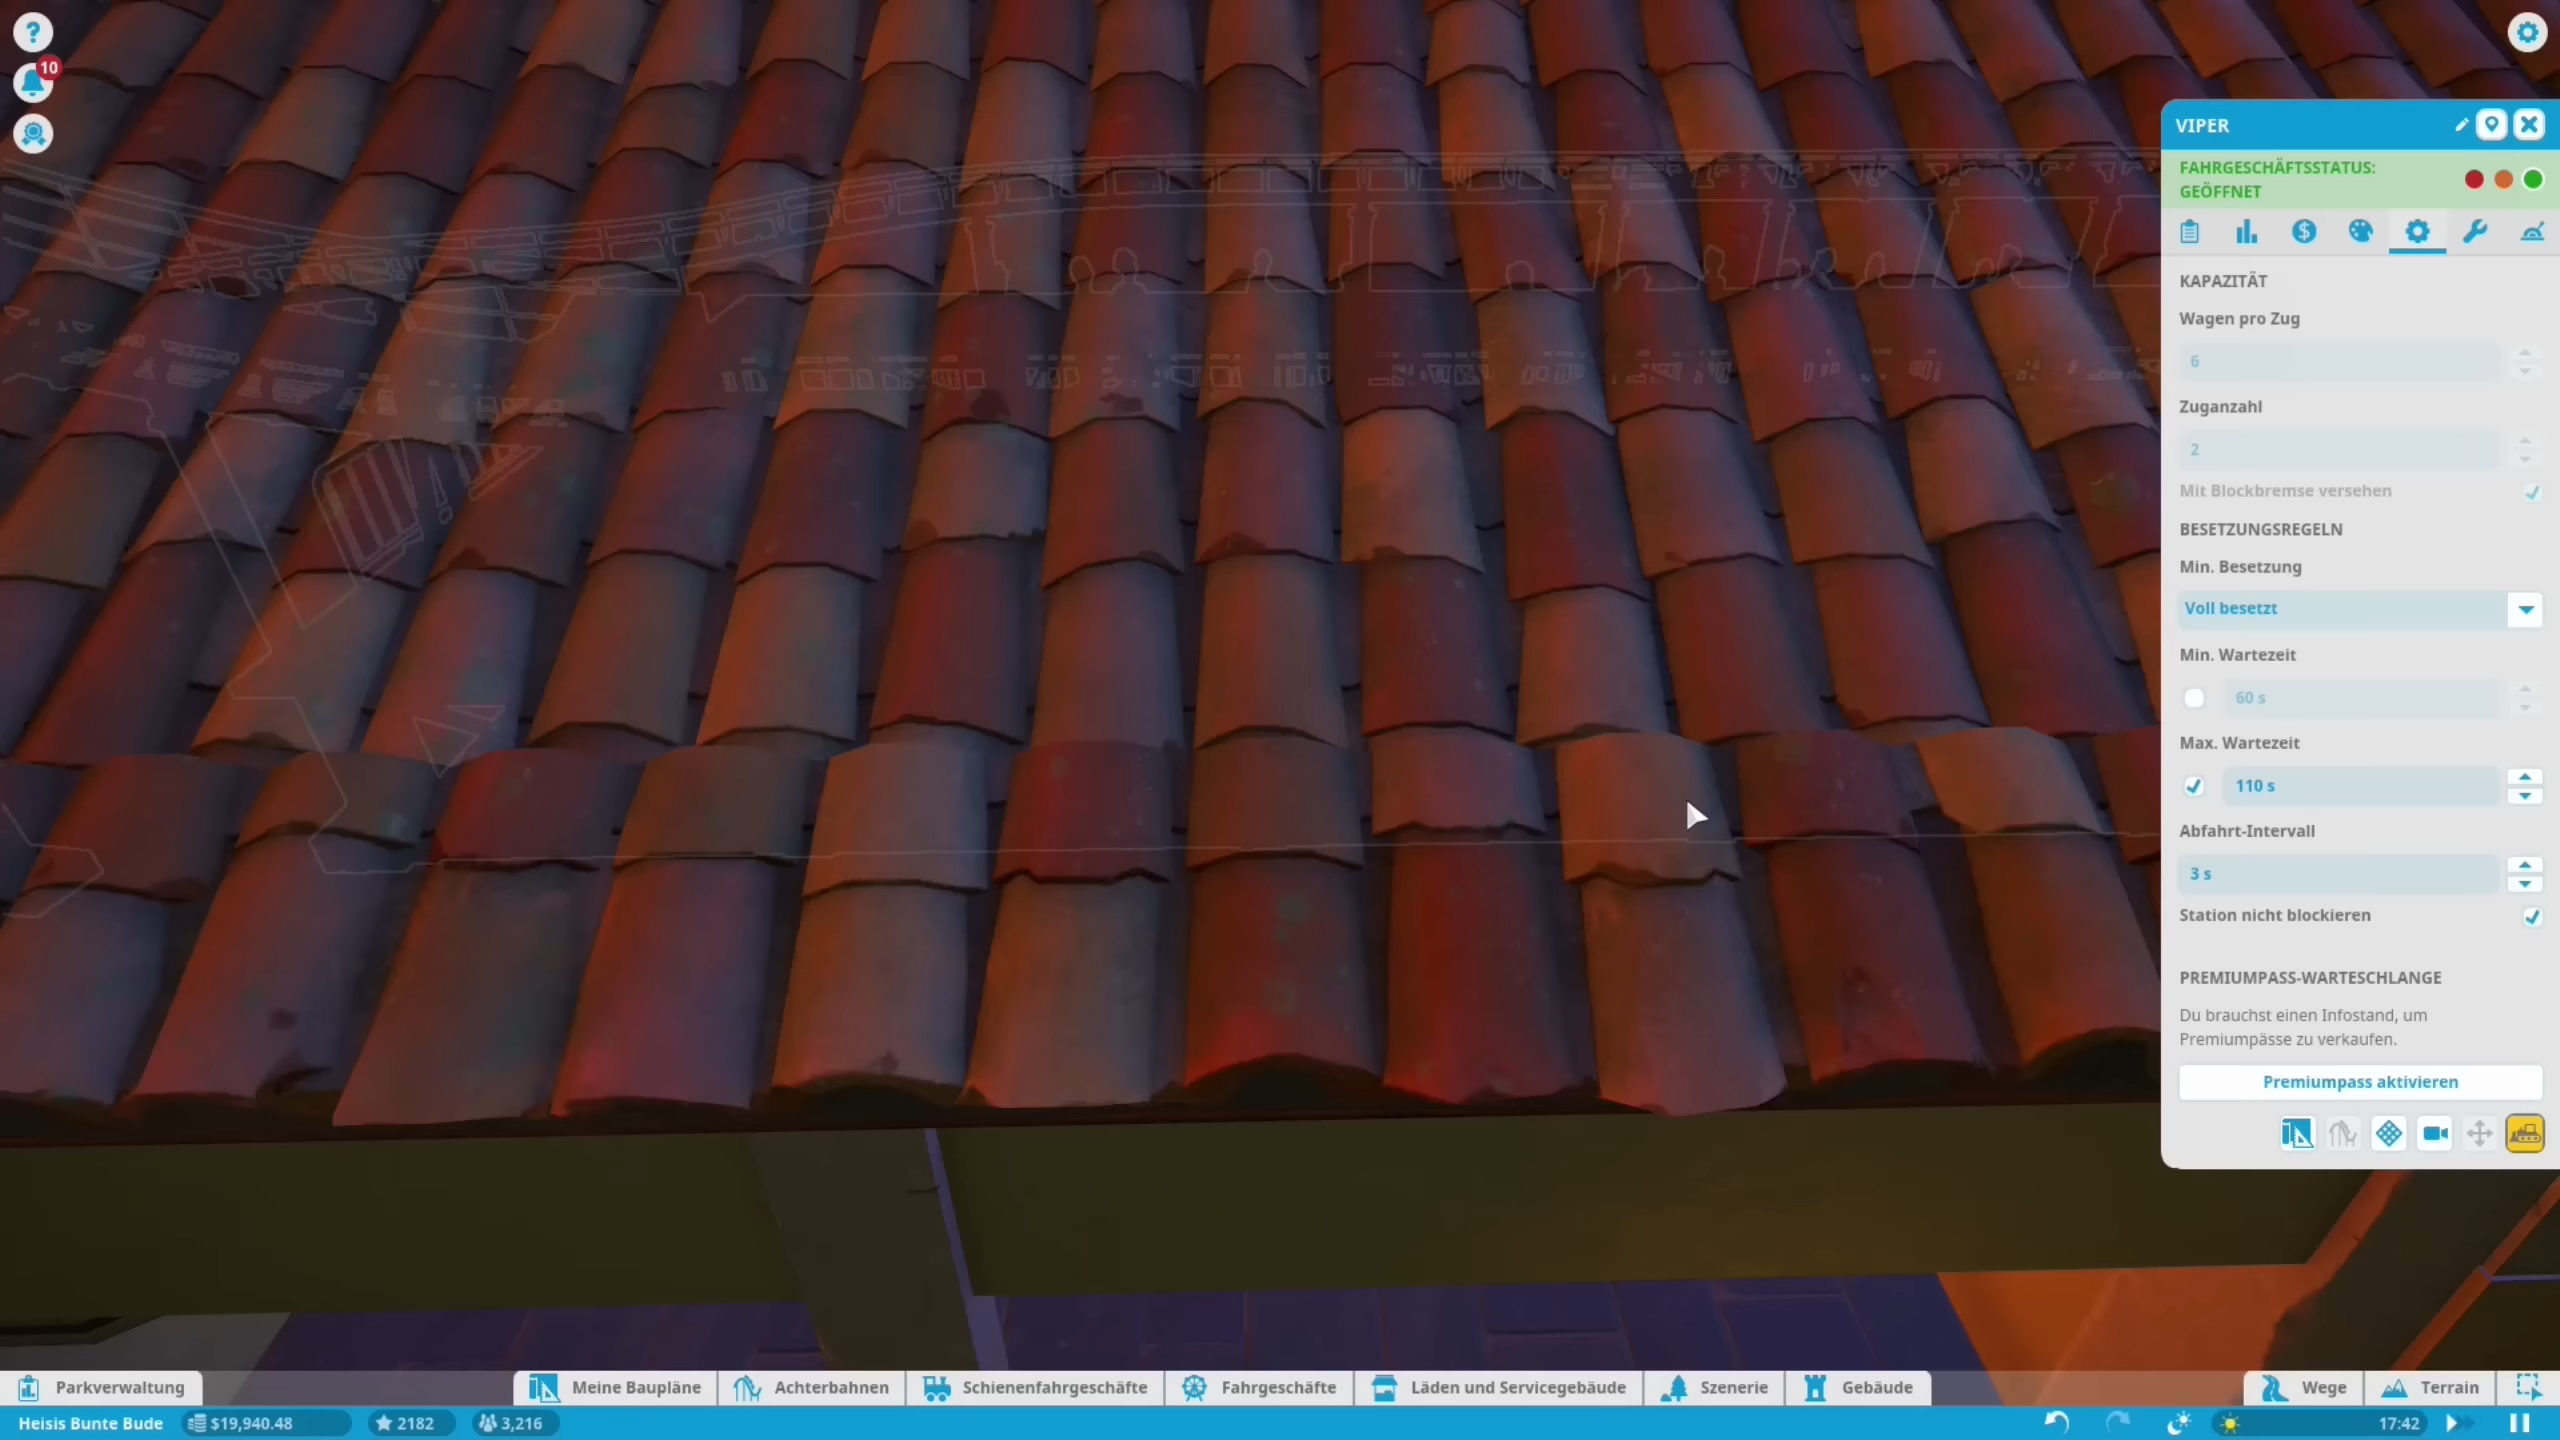 10
VIPER
FAHRGESCHÄFTSSTATUS:
GEÖFFNET
KAPAZITÄT
Wagen pro Zug
6
Zuganzahl
2
Mit Blockbremse versehen
BESETZUNGSREGELN
Min. Besetzung
Voll besetzt
Min. Wartezeit
60 s
Max. Wartezeit
110 s
Abfahrt-Intervall
3 s
Station nicht blockieren
PREMIUMPASS-WARTESCHLANGE
Du brauchst einen Infostand, um
Premiumpässe zu verkaufen.
Premiumpass aktivieren
Parkverwaltung
Meine Baupläne
Achterbahnen
Schienenfahrgeschäfte
Fahrgeschäfte
Läden und Servicegebäude
Szenerie
Gebäude
Wege
Terrain
Heisis Bunte Bude
$19,940.48
2182
3,216
17:42